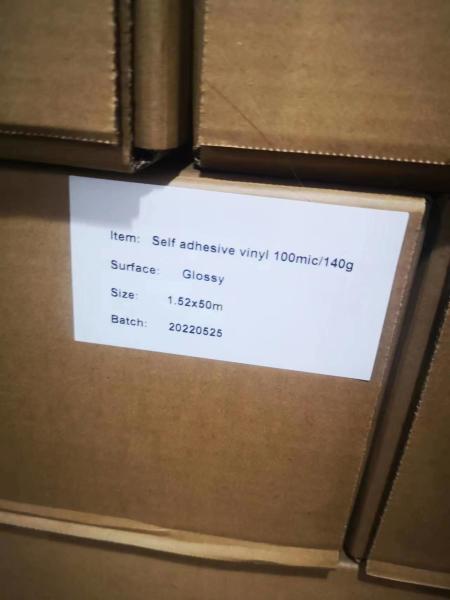 Item: Self adhesive vinyl 100mic/140g
Surface: Glossy
Size: 1.52x50m
Batch: 20220525